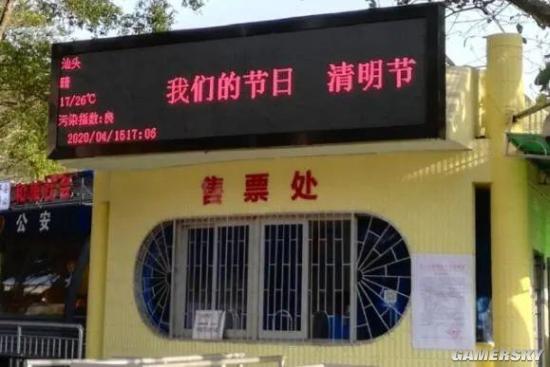 汕头
晴
17/26℃
污染指数:良
2020/04/1517:06
我们的节日 清明节
售票处
公安
GAMERSKY